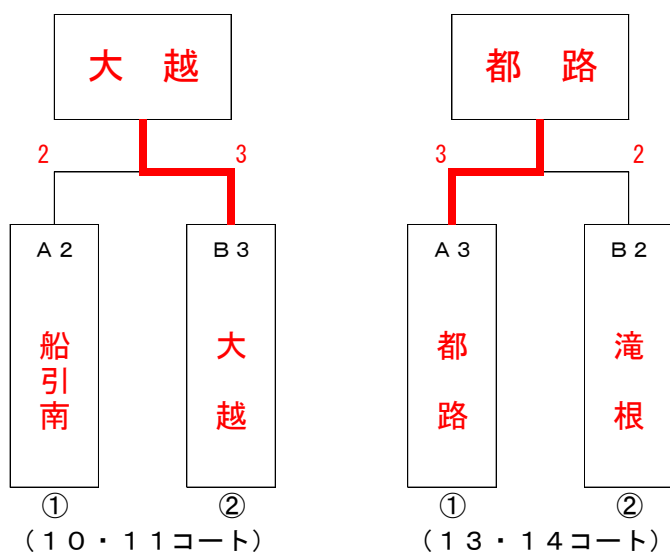 大　越
都　路
2
3
3
2
Ａ２
Ｂ３
Ａ３
Ｂ２
船引南
大越
都路
滝根
①
②
①
②
（１０・１１コート）
（１３・１４コート）